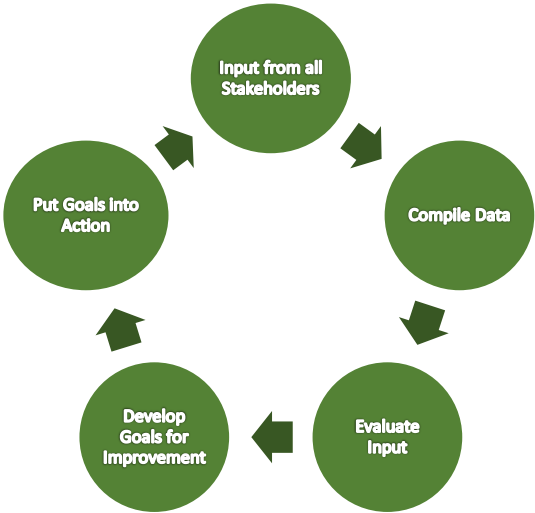 Input from all
Stakeholders
Compile Data
Evaluate
Input
Develop
Goals for
Improvement
Put Goals into
Action